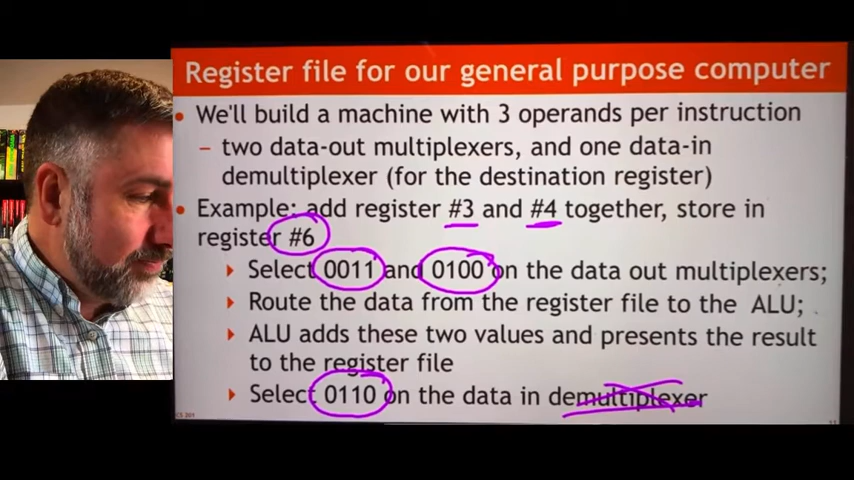 Register file for our general purpose computer
• We'll build a machine with 3 operands per instruction
– two data-out multiplexers, and one data-in
demultiplexer (for the destination register)
• Example: add register #3 and #4 together, store in
register #6
Select 0011 and 0100 on the data out multiplexers;
Route the data from the register file to the ALU;
ALU adds these two values and presents the result
to the register file
Select 0110 on the data in demultiplexer
CS 201